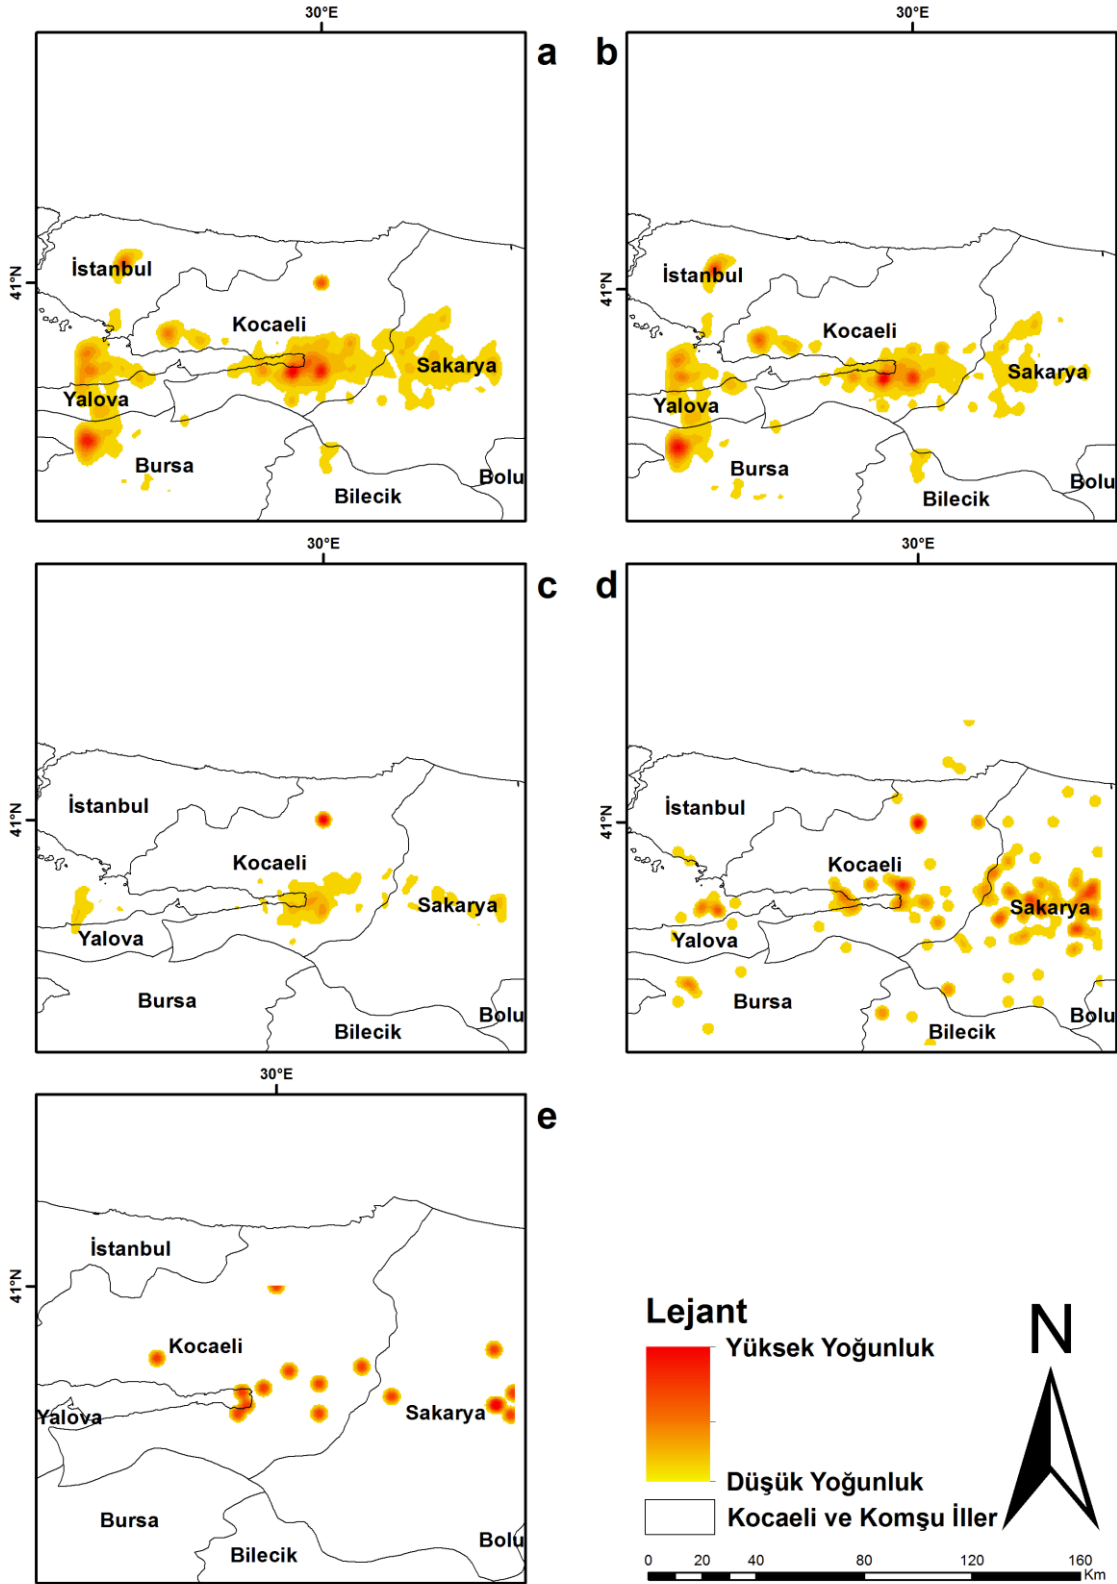 30°E
30°E
a
b
41°N
İstanbul
Kocaeli
Sakarya
Yalova
Bursa
Bilecik
Bolu
41°N
İstanbul
Kocaeli
Sakarya
Yalova
Bursa
Bilecik
Bolu
30°E
30°E
c
d
41°N
İstanbul
Kocaeli
Sakarya
Yalova
Bursa
Bilecik
Bolu
41°N
İstanbul
Kocaeli
Sakarya
Yalova
Bursa
Bilecik
Bolu
30°E
e
41°N
İstanbul
Kocaeli
Yalova
Sakarya
Bursa
Bilecik
Bolu
Lejant
Yüksek Yoğunluk
Düşük Yoğunluk
Kocaeli ve Komşu İller
N
0 20 40 80 120 160
Km